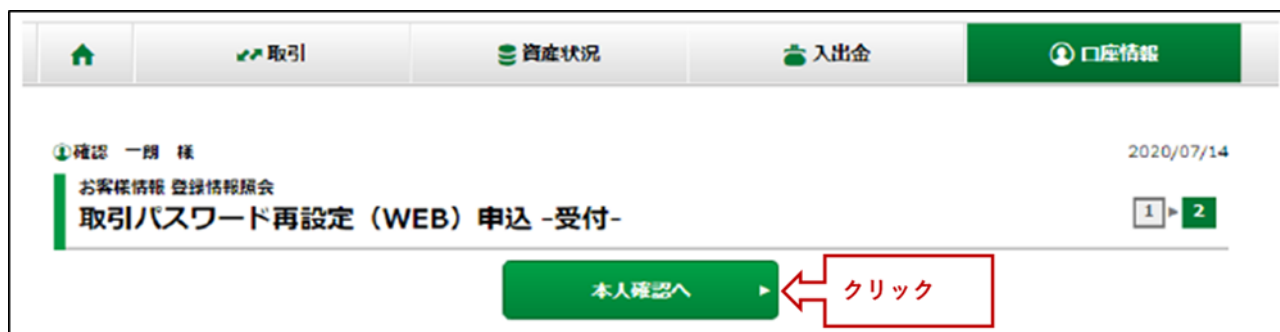 取引
資産状況
入出金
口座情報
確認 一朗 様
2020/07/14
お客様情報 登録情報照会
取引パスワード再設定（WEB）申込 -受付-
1 ▶ 2
本人確認へ ▶
クリック